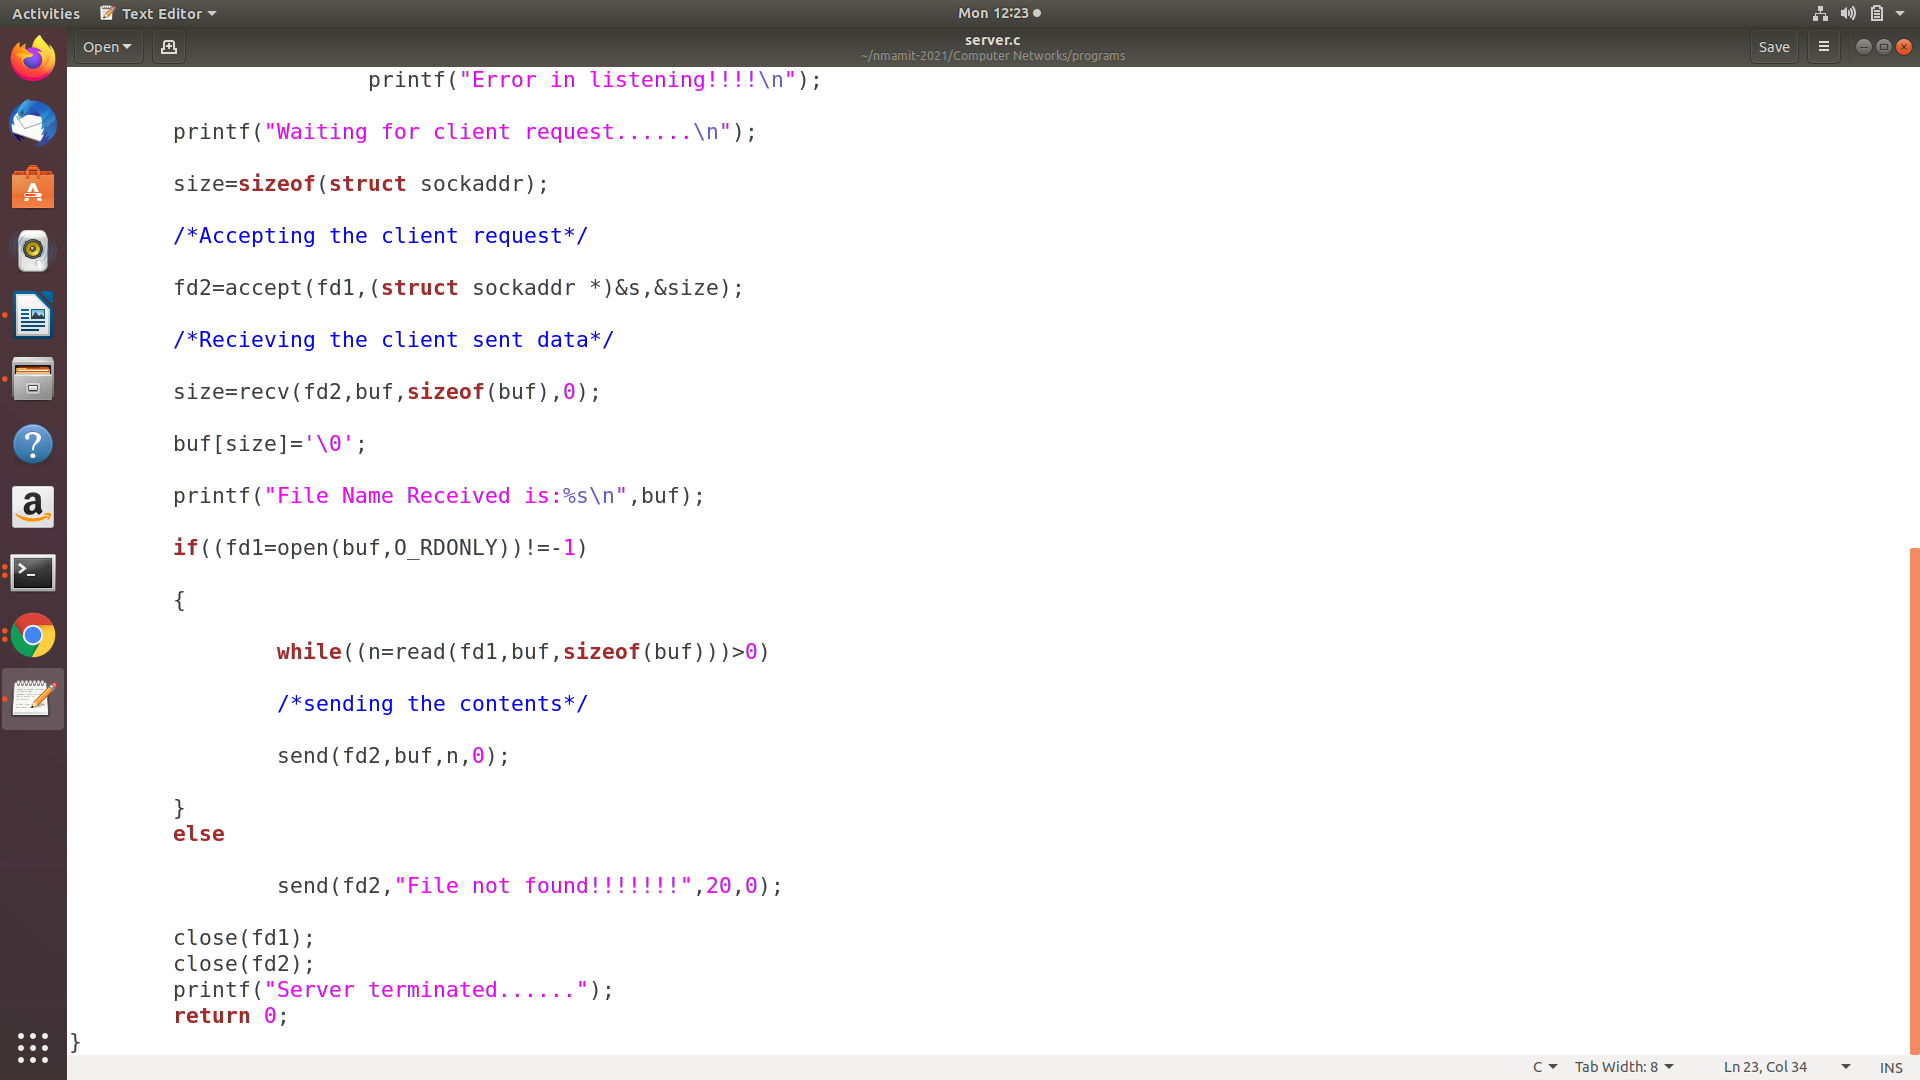 Activities Text Editor Mon 12:23
Open server.c Save
~/nmamit-2021/Computer Networks/programs
printf("Error in listening!!!!\n");
printf("Waiting for client request......\n");
size=sizeof(struct sockaddr);
/*Accepting the client request*/
fd2=accept(fd1,(struct sockaddr *)&s,&size);
/*Recieving the client sent data*/
size=recv(fd2,buf,sizeof(buf),0);
buf[size]='\0';
printf("File Name Received is:%s\n",buf);
if((fd1=open(buf,O_RDONLY))!=-1)
{
while((n=read(fd1,buf,sizeof(buf)))>0)
/*sending the contents*/
send(fd2,buf,n,0);
}
else
send(fd2,"File not found!!!!!!!",20,0);
close(fd1);
close(fd2);
printf("Server terminated......");
return 0;
}
C Tab Width: 8 Ln 23, Col 34 INS